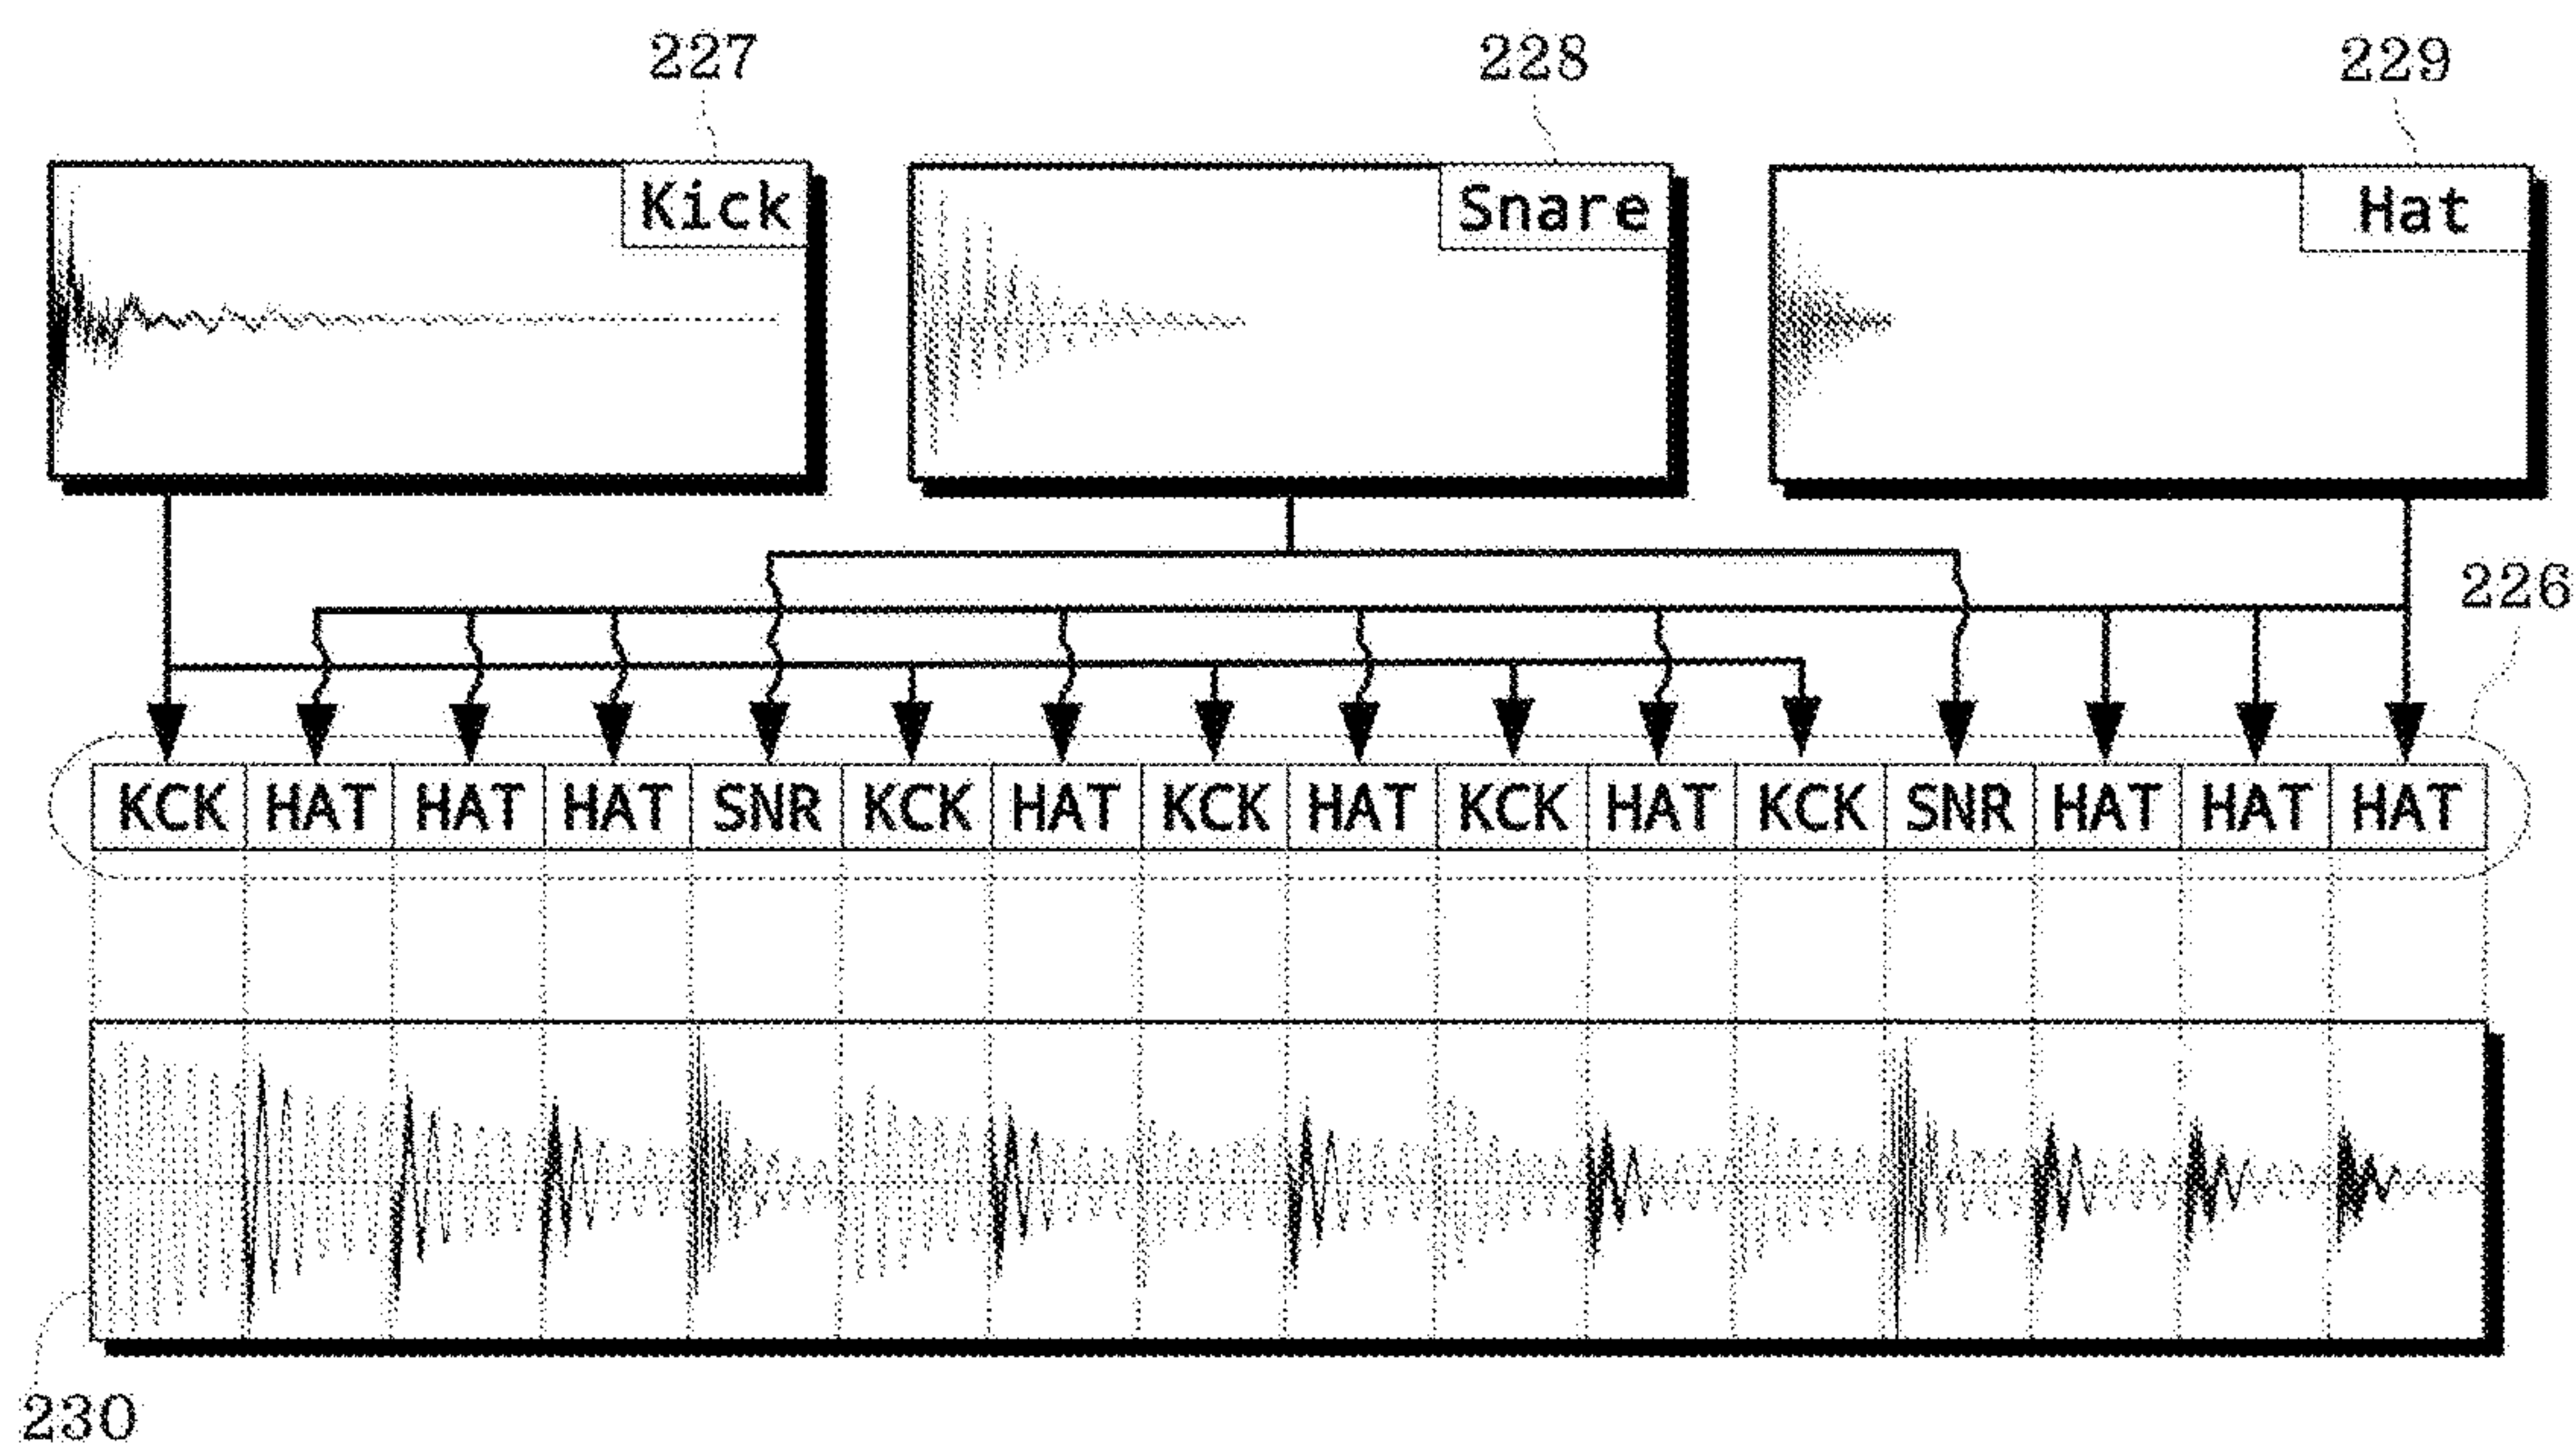 227 228 229
Kick Snare Hat
226
KCK HAT HAT HAT SNR KCK HAT KCK HAT KCK HAT KCK SNR HAT HAT HAT
230